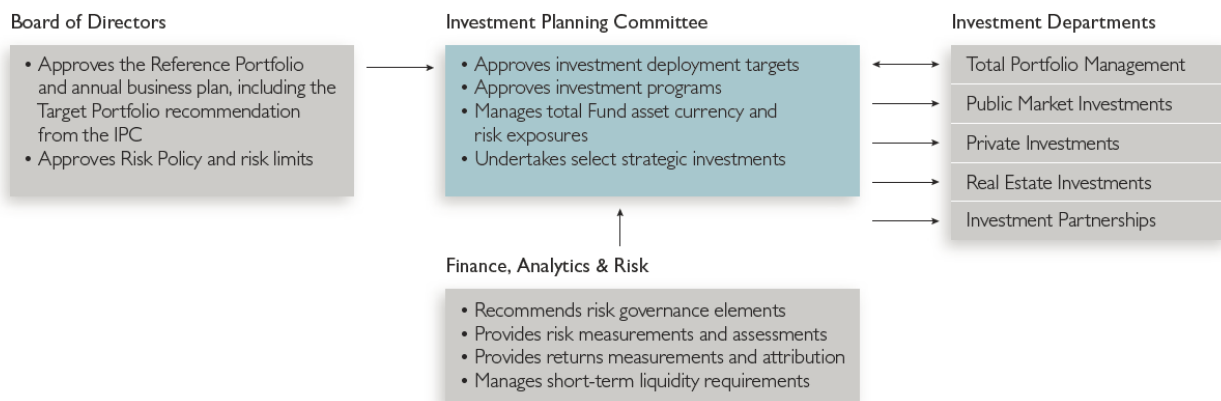 Board of Directors
• Approves the Reference Portfolio
and annual business plan, including the
Target Portfolio recommendation
from the IPC
• Approves Risk Policy and risk limits
Investment Planning Committee
• Approves investment deployment targets
• Approves investment programs
• Manages total Fund asset currency and
risk exposures
• Undertakes select strategic investments
Investment Departments
Total Portfolio Management
Public Market Investments
Private Investments
Real Estate Investments
Investment Partnerships
Finance, Analytics & Risk
• Recommends risk governance elements
• Provides risk measurements and assessments
• Provides returns measurements and attribution
• Manages short-term liquidity requirements